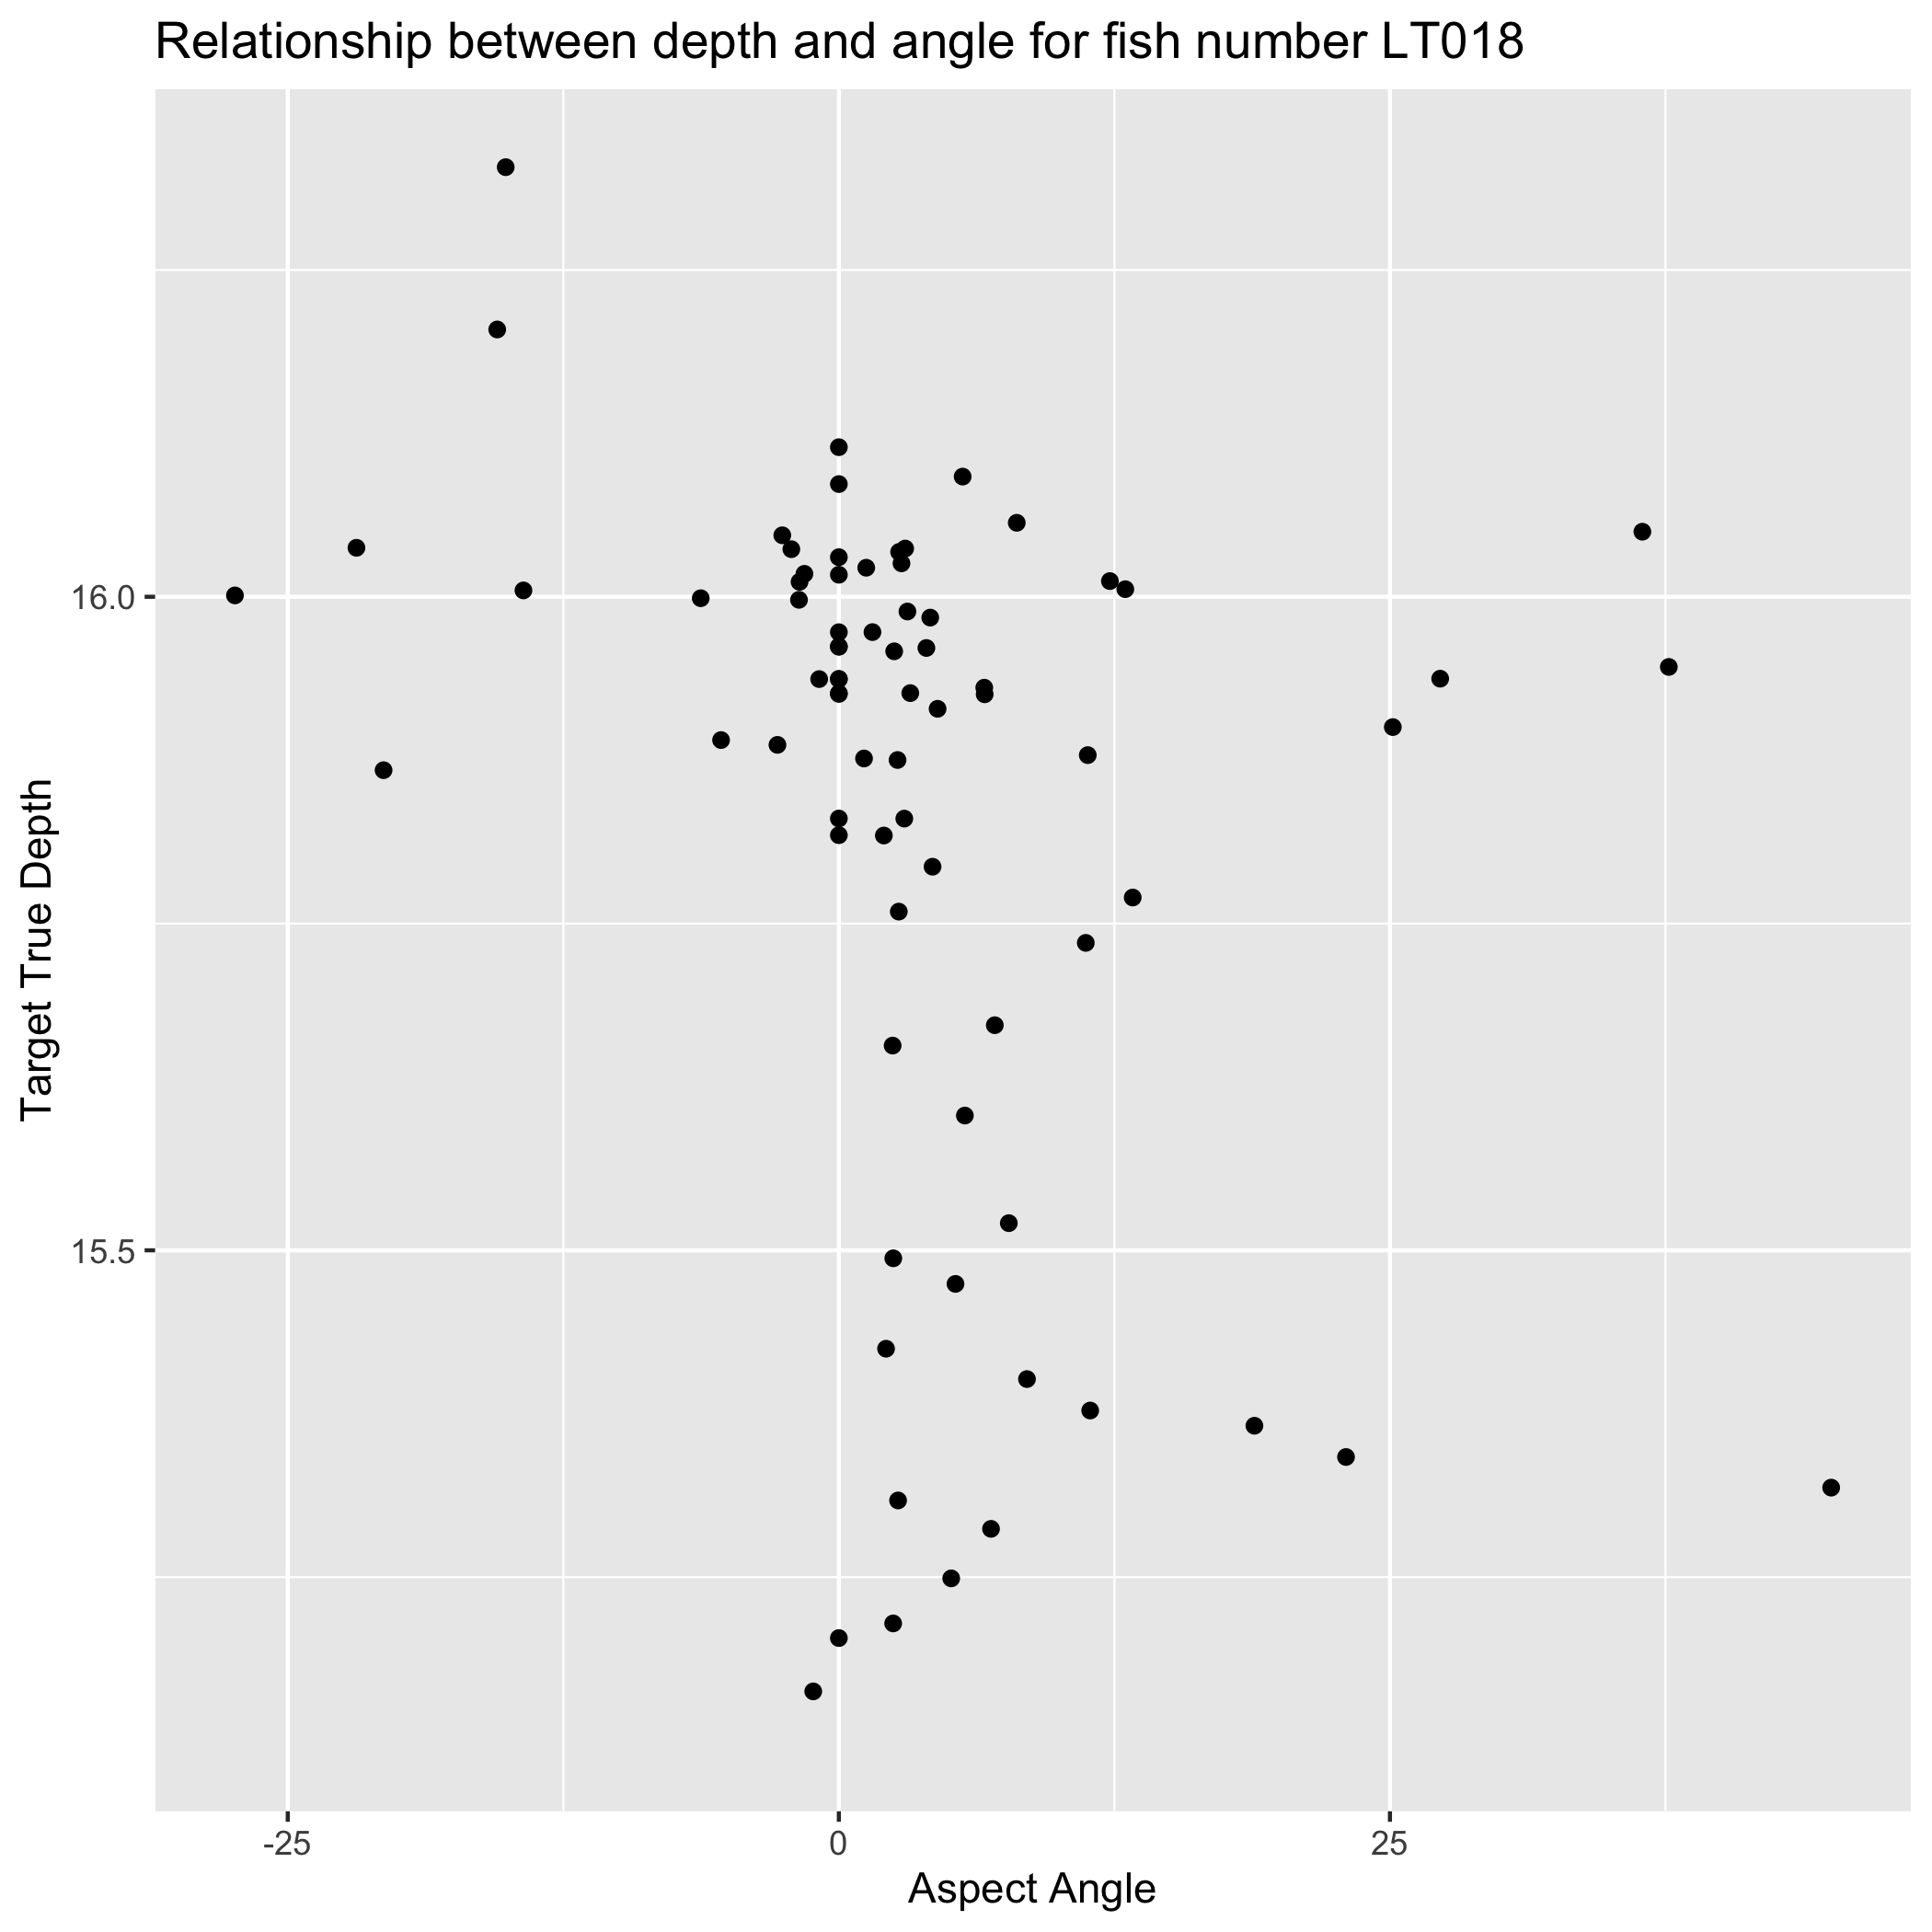 Relationship between depth and angle for fish number LT018
Target True Depth
16.0
15.5
-25
0
25
Aspect Angle